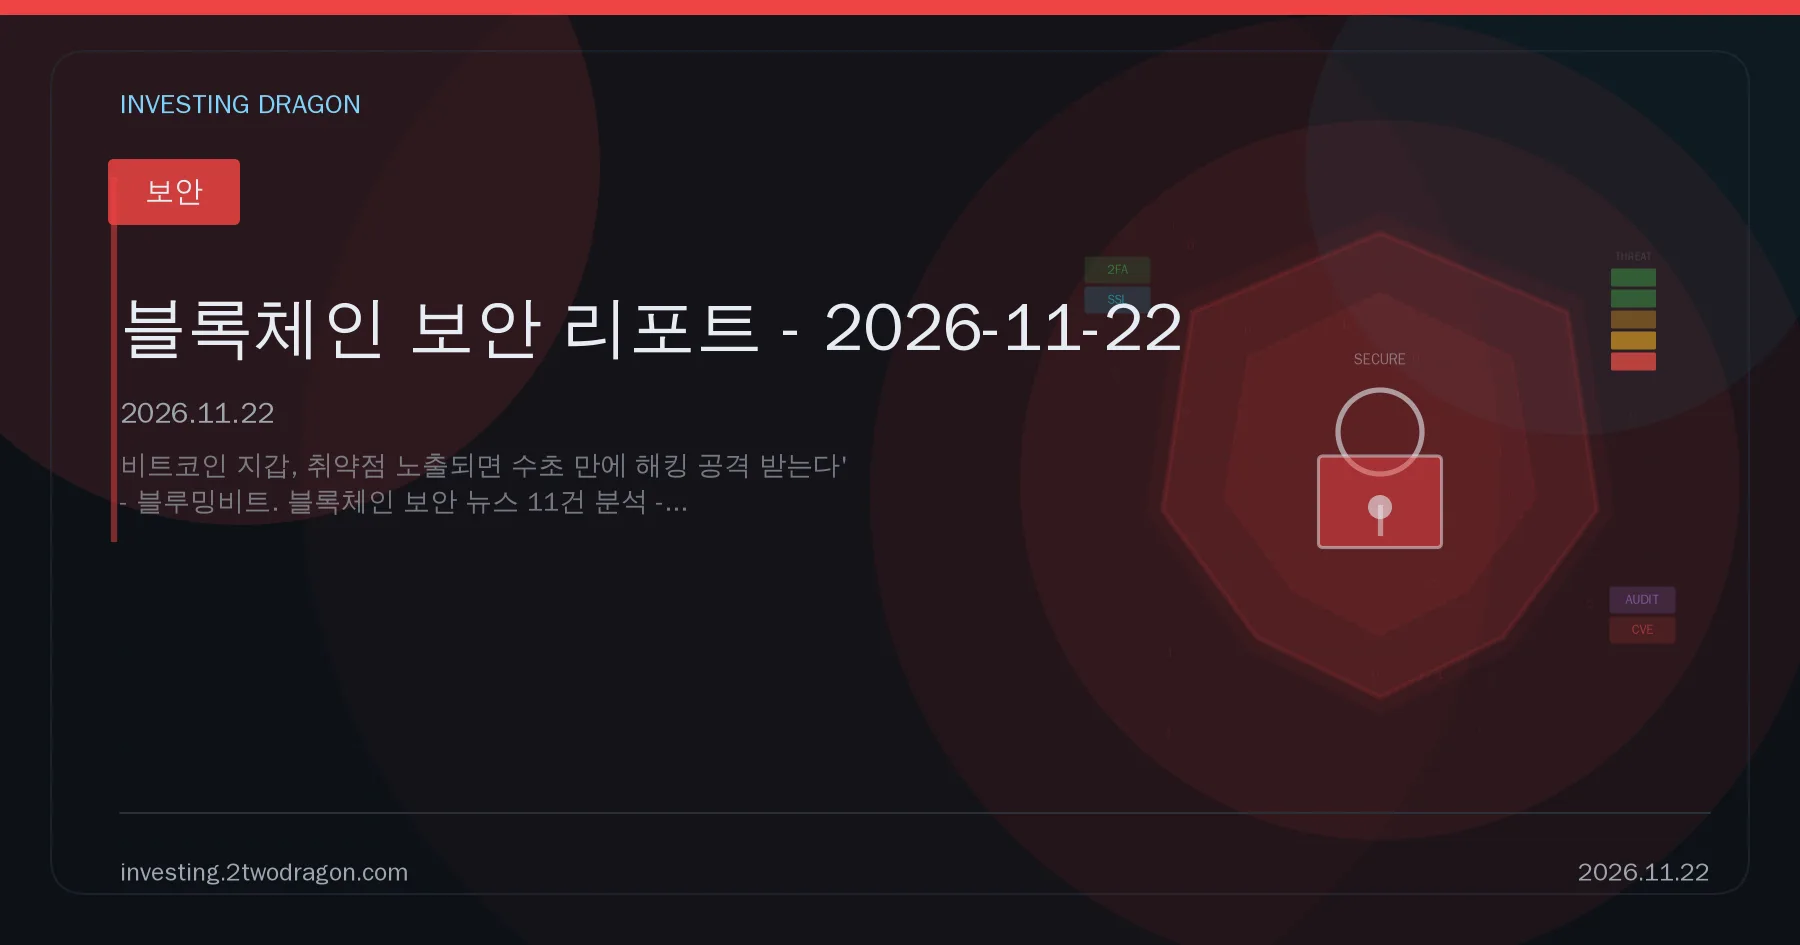 INVESTING DRAGON
보안
블록체인 보안 리포트 - 2026-11-22
2026.11.22
비트코인 지갑, 취약점 노출되면 수초 만에 해킹 공격 받는다'
- 블루밍비트. 블록체인 보안 뉴스 11건 분석 -...
2FA
SSL
THREAT
SECURE
AUDIT
CVE
investing.2twodragon.com
2026.11.22